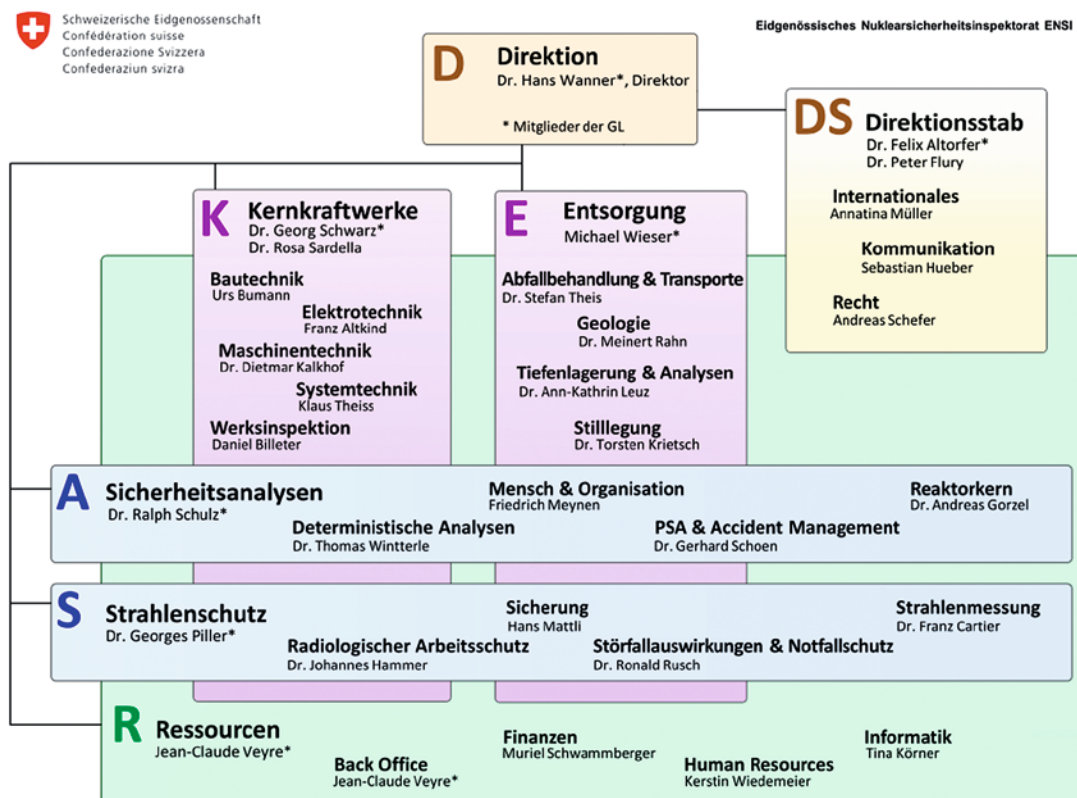 Schweizerische Eidgenossenschaft
Confédération suisse
Confederazione Svizzera
Confederaziun svizra
Eidgenössisches Nuklearsicherheitsinspektorat ENSI
D
Direktion
Dr. Hans Wanner*, Direktor
* Mitglieder der GL
DS
Direktionsstab
Dr. Felix Altorfer*
Dr. Peter Flury
Internationales
Annatina Müller
Kommunikation
Sebastian Hueber
Recht
Andreas Schefer
K
Kernkraftwerke
Dr. Georg Schwarz*
Dr. Rosa Sardella
Bautechnik
Urs Bumann
Elektrotechnik
Franz Altkind
Maschinentechnik
Dr. Dietmar Kalkhof
Systemtechnik
Klaus Theiss
Werksinspektion
Daniel Billeter
E
Entsorgung
Michael Wieser*
Abfallbehandlung & Transporte
Dr. Stefan Theis
Geologie
Dr. Meinert Rahn
Tiefenlagerung & Analysen
Dr. Ann-Kathrin Leuz
Stilllegung
Dr. Torsten Krietsch
A
Sicherheitsanalysen
Dr. Ralph Schulz*
Deterministische Analysen
Dr. Thomas Wintterle
Mensch & Organisation
Friedrich Meynen
PSA & Accident Management
Dr. Gerhard Schoen
Reaktorkern
Dr. Andreas Gorzel
S
Strahlenschutz
Dr. Georges Piller*
Radiologischer Arbeitsschutz
Dr. Johannes Hammer
Sicherung
Hans Mattli
Störfallauswirkungen & Notfallschutz
Dr. Ronald Rusch
Strahlenmessung
Dr. Franz Cartier
R
Ressourcen
Jean-Claude Veyre*
Back Office
Jean-Claude Veyre*
Finanzen
Muriel Schwammberger
Human Resources
Kerstin Wiedemeier
Informatik
Tina Körner